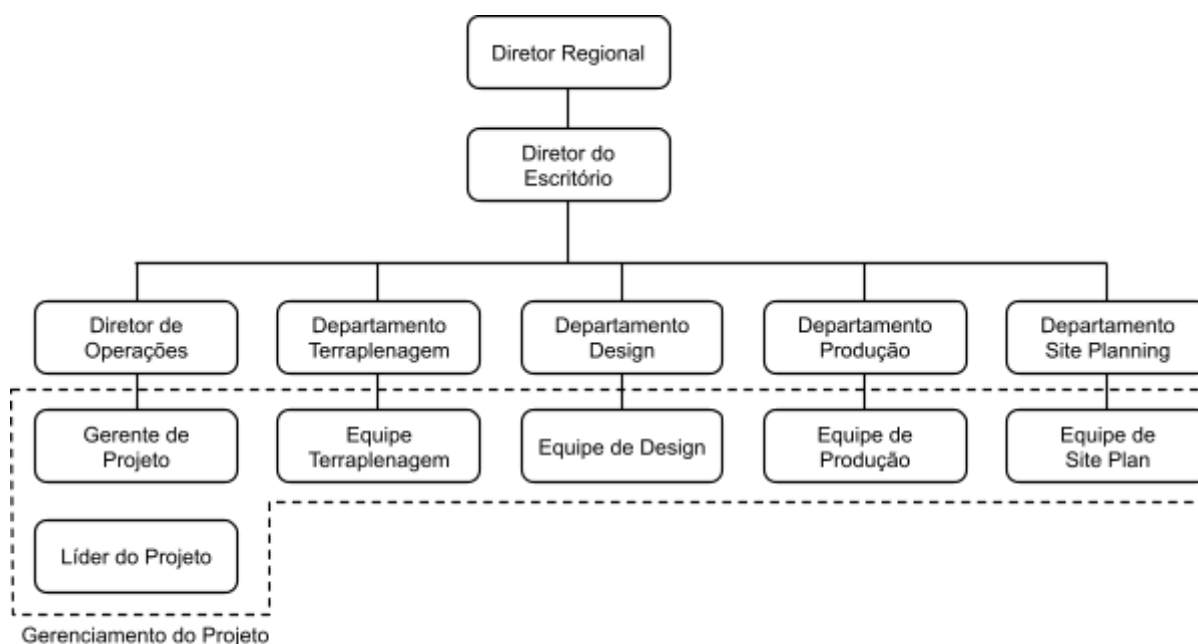 Diretor Regional
Diretor do
Escritório
Diretor de
Operações
Departamento
Terraplenagem
Departamento
Design
Departamento
Produção
Departamento
Site Planning
Gerente de
Projeto
Equipe
Terraplenagem
Equipe de Design
Equipe de
Produção
Equipe de
Site Plan
Líder do Projeto
Gerenciamento do Projeto